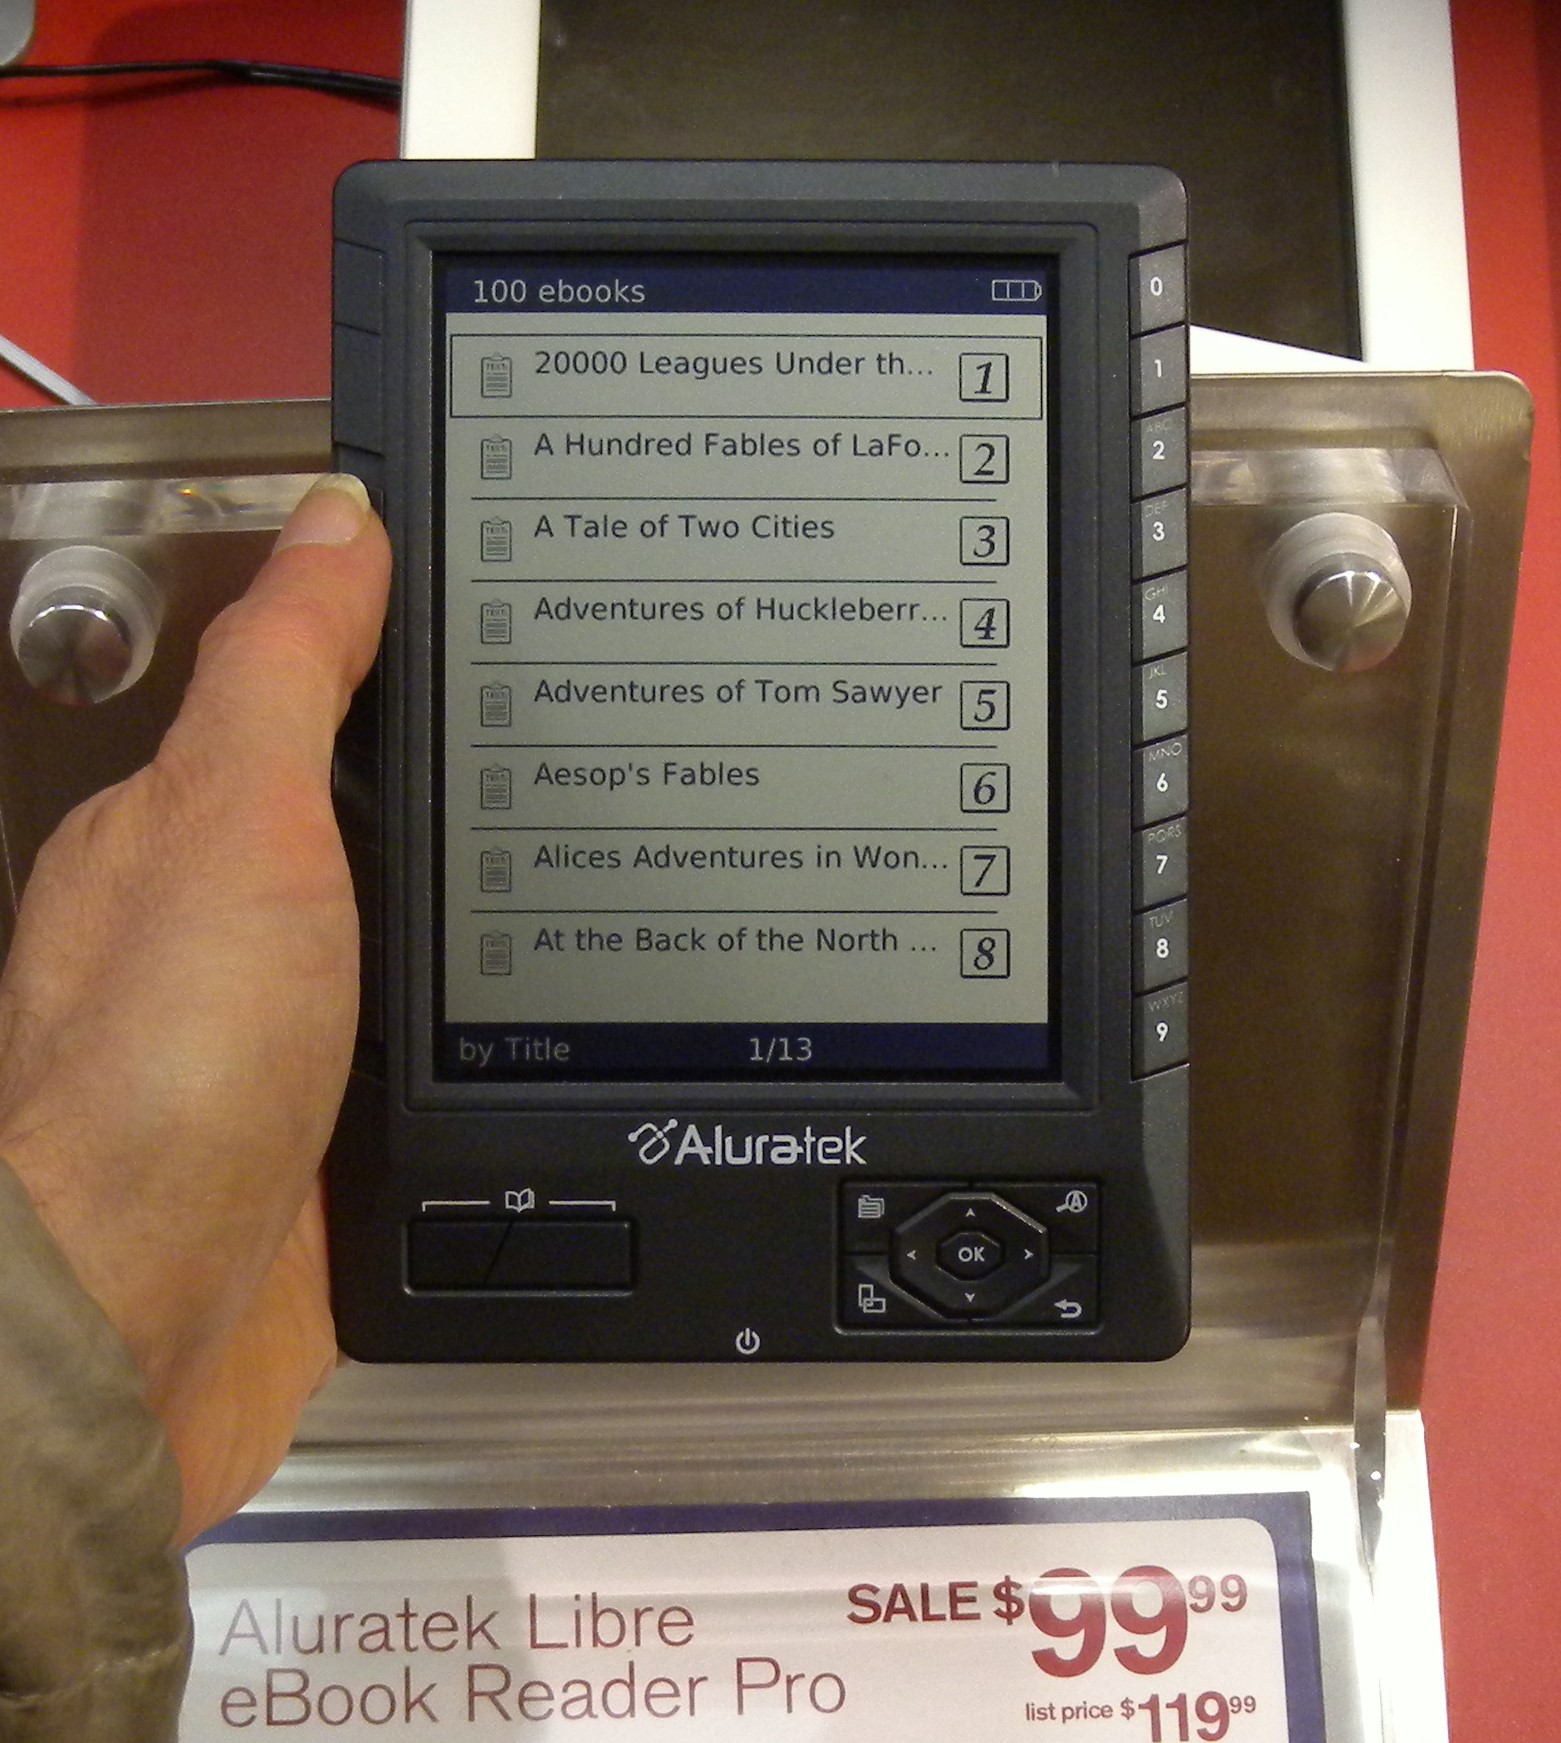 100 ebooks
20000 Leagues Under th... 1
A Hundred Fables of LaFo... 2
A Tale of Two Cities 3
Adventures of Huckleberr... 4
Adventures of Tom Sawyer 5
Aesop's Fables 6
Alices Adventures in Won... 7
At the Back of the North ... 8
by Title 1/13
0
1
ABC
2
DEF
3
GHI
4
JKL
5
MNO
6
PQRS
7
TUV
8
WXYZ
9
Aluratek
OK
Aluratek Libre
eBook Reader Pro
SALE $99 99
list price $119 99